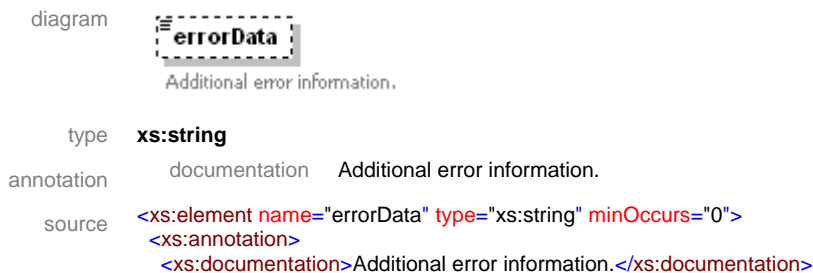 diagram
errorData
Additional error information.
type xs:string
annotation documentation Additional error information.
source <xs:element name="errorData" type="xs:string" minOccurs="0">
<xs:annotation>
<xs:documentation>Additional error information.</xs:documentation>